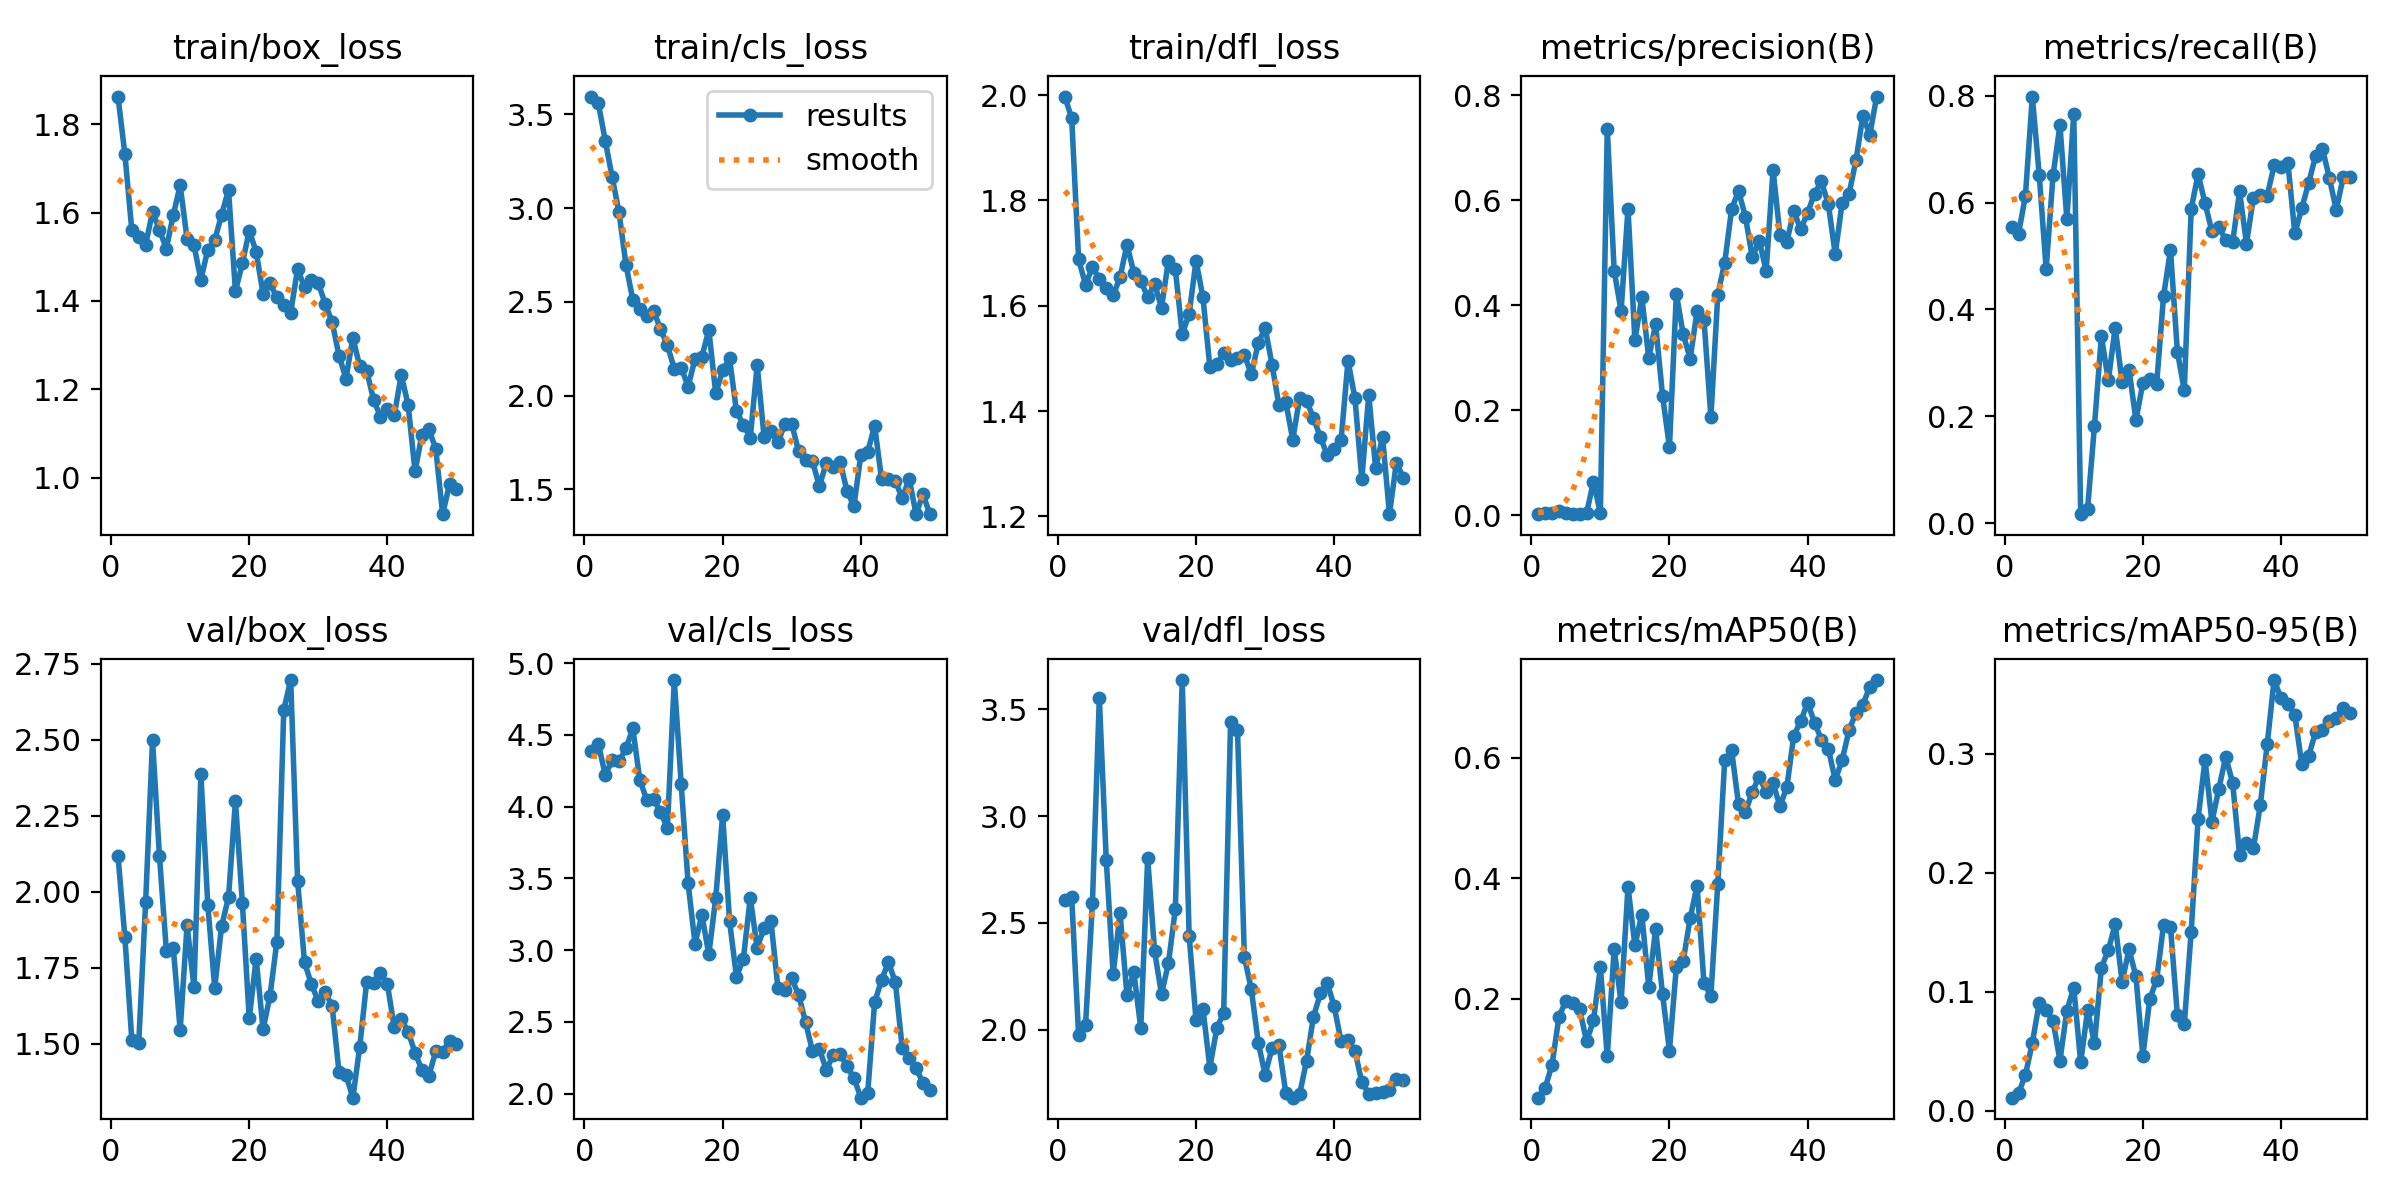 train/box_loss
1.8
1.6
1.4
1.2
1.0
0 20 40
train/cls_loss
results
smooth
3.5
3.0
2.5
2.0
1.5
0 20 40
train/dfl_loss
2.0
1.8
1.6
1.4
1.2
0 20 40
metrics/precision(B)
0.8
0.6
0.4
0.2
0.0
0 20 40
metrics/recall(B)
0.8
0.6
0.4
0.2
0.0
0 20 40
val/box_loss
2.75
2.50
2.25
2.00
1.75
1.50
0 20 40
val/cls_loss
5.0
4.5
4.0
3.5
3.0
2.5
2.0
0 20 40
val/dfl_loss
3.5
3.0
2.5
2.0
0 20 40
metrics/mAP50(B)
0.6
0.4
0.2
0 20 40
metrics/mAP50-95(B)
0.3
0.2
0.1
0.0
0 20 40